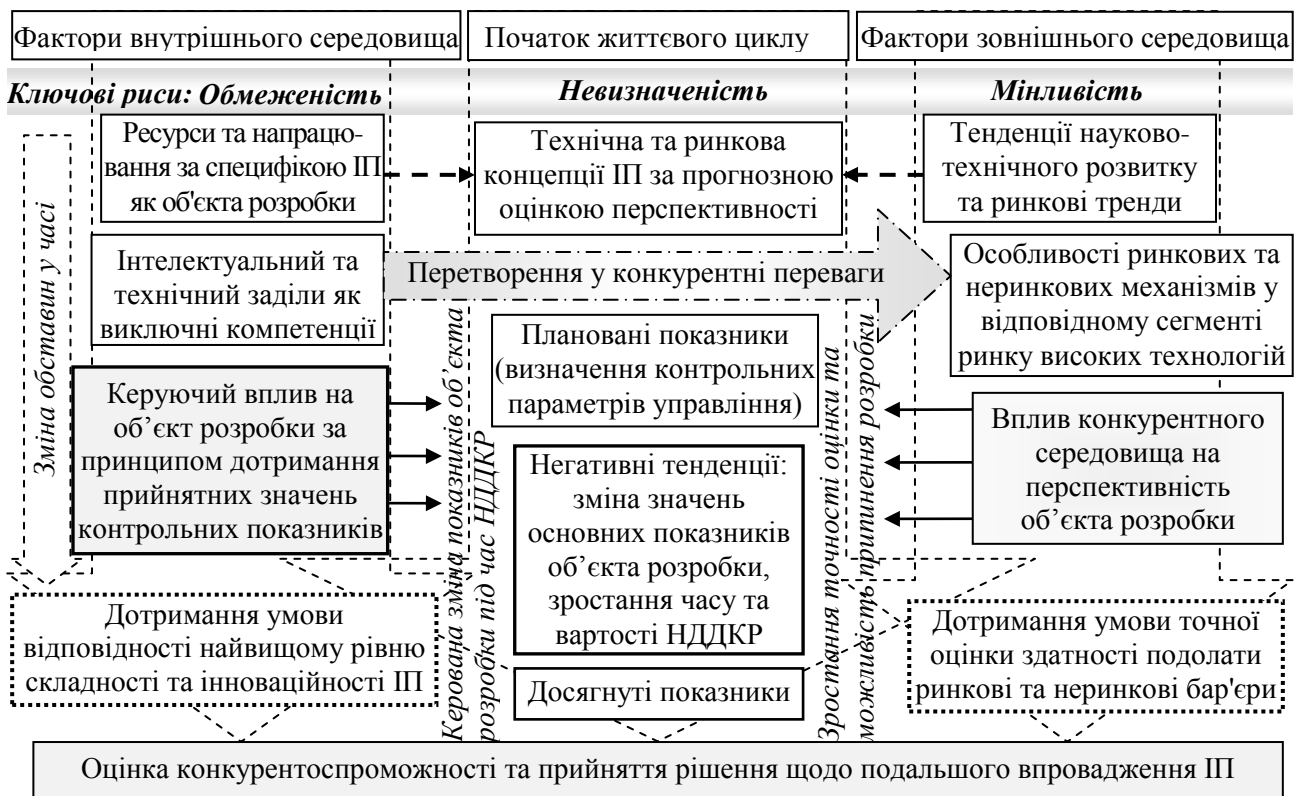 Фактори внутрішнього середовища
Початок життєвого циклу
Фактори зовнішнього середовища
Ключові риси: Обмеженість
Невизначеність
Мінливість
Зміна обставин у часі
Ресурси та напрацю-
вання за специфікою ІП
як об'єкта розробки
Технічна та ринкова
концепції ІП за прогнозною
оцінкою перспективності
Тенденції науково-
технічного розвитку
та ринкові тренди
Інтелектуальний та
технічний заділи як
виключні компетенції
Перетворення у конкурентні переваги
Особливості ринкових та
неринкових механізмів у
відповідному сегменті
ринку високих технологій
Керуючий вплив на
об’єкт розробки за
принципом дотримання
прийнятних значень
контрольних показників
Керована зміна показників об’єкта
розробки під час НДДКР
Плановані показники
(визначення контрольних
параметрів управління)
Негативні тенденції:
зміна значень
основних показників
об’єкта розробки,
зростання часу та
вартості НДДКР
Досягнуті показники
Зростання точності оцінки та
можливість припинення розробки
Вплив конкурентного
середовища на
перспективність
об’єкта розробки
Дотримання умови
відповідності найвищому рівню
складності та інноваційності ІП
Дотримання умови точної
оцінки здатності подолати
ринкові та неринкові бар'єри
Оцінка конкурентоспроможності та прийняття рішення щодо подальшого впровадження ІП